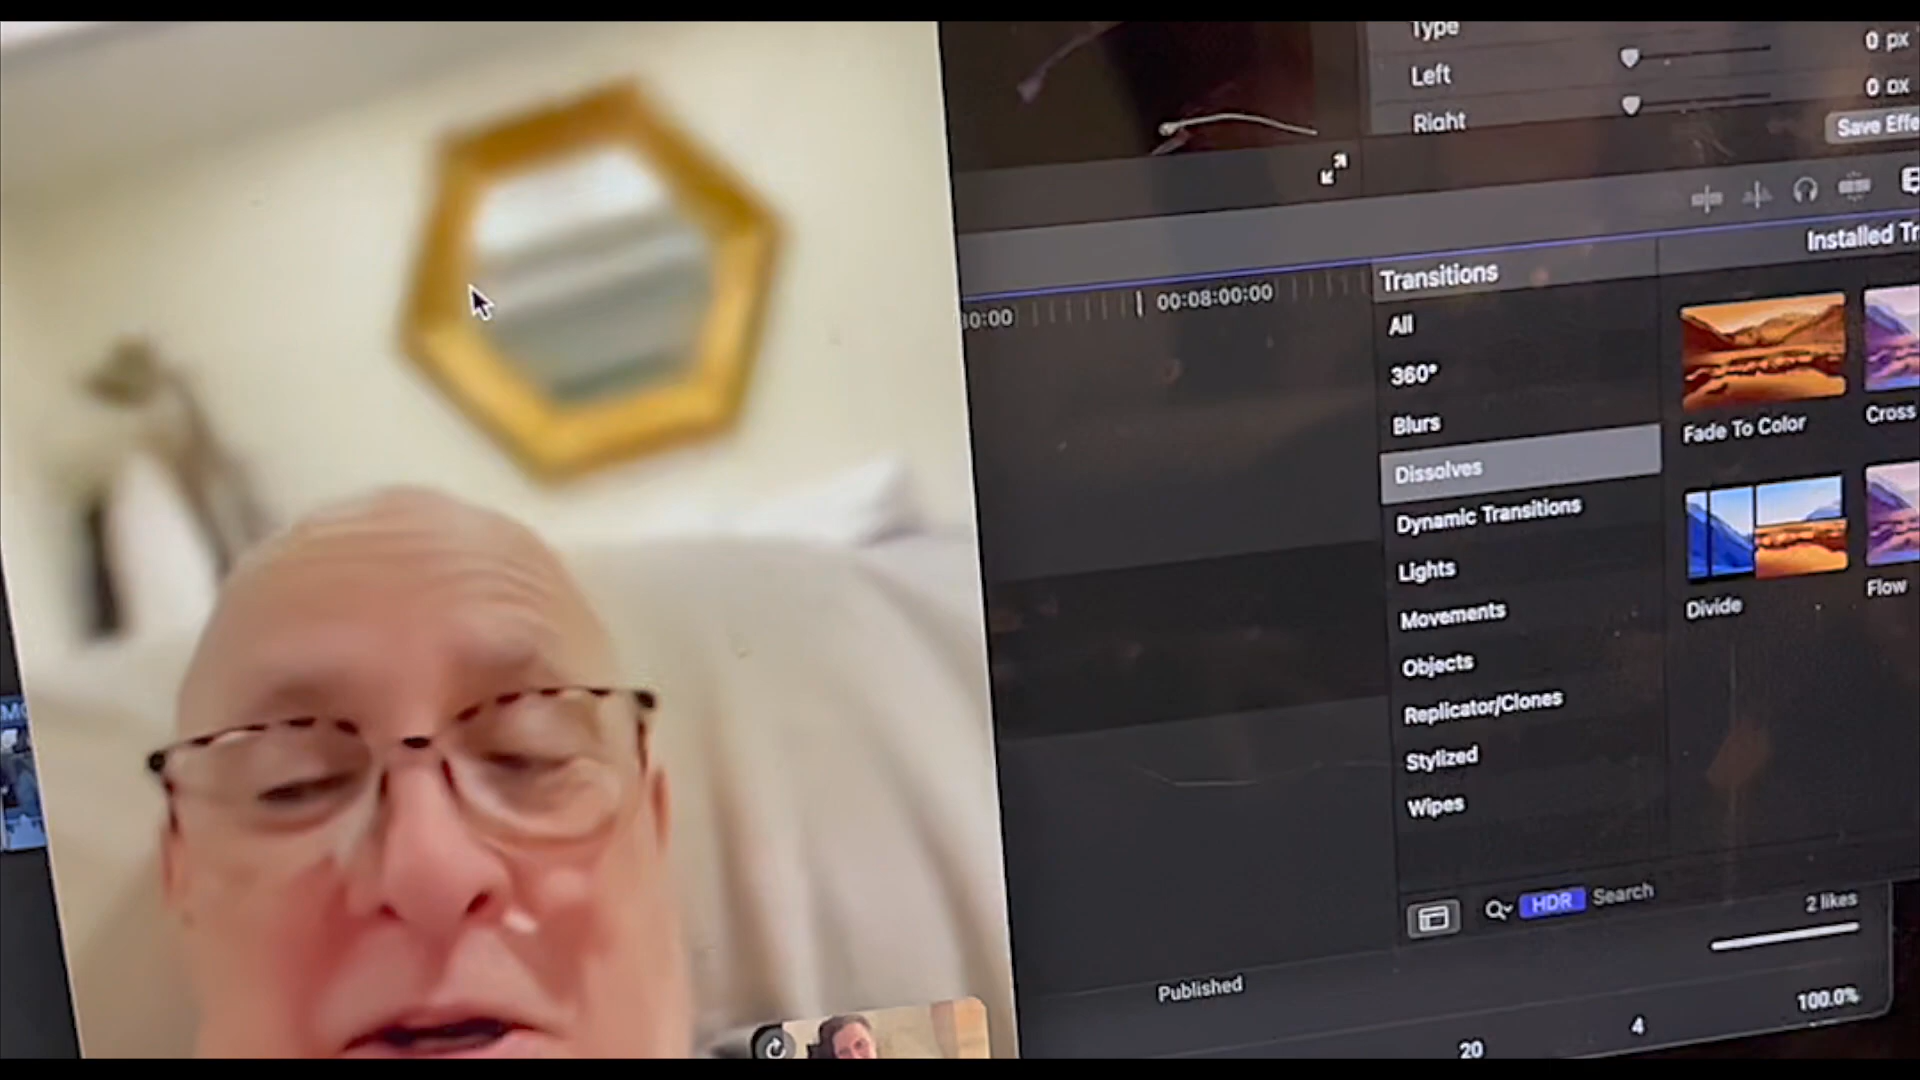 Type
0 px
Left
0 px
Right
Save Effe
Installed Tr
Transitions
00:08:00:00
All
360°
Blurs
Dissolves
Dynamic Transitions
Lights
Movements
Objects
Replicator/Clones
Stylized
Wipes
Fade To Color
Cross
Divide
Flow
HDR
Search
2 likes
Published
100.0%
4
20